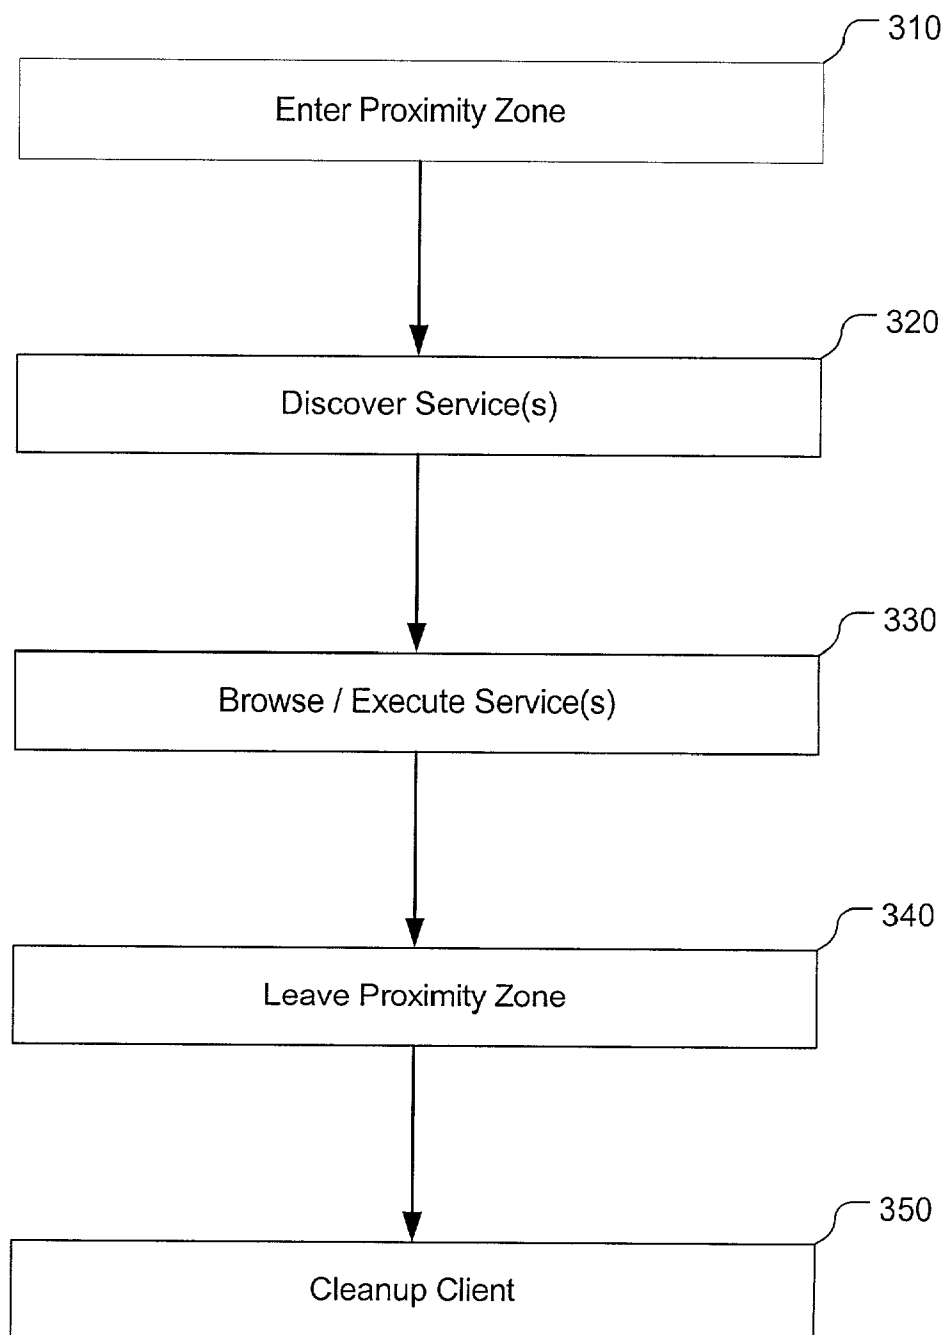 310
Enter Proximity Zone
320
Discover Service(s)
330
Browse / Execute Service(s)
340
Leave Proximity Zone
350
Cleanup Client